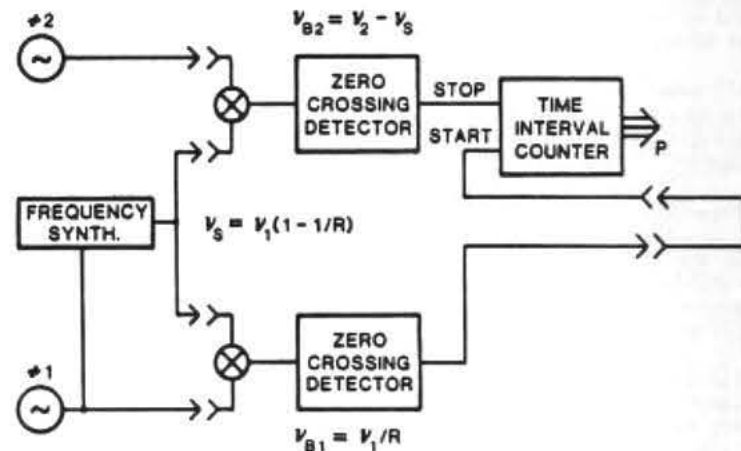 #2
ν_B2 = ν_2 - ν_S
ZERO
CROSSING
DETECTOR
STOP
START
TIME
INTERVAL
COUNTER
P
FREQUENCY
SYNTH.
ν_S = ν_1(1-1/R)
ZERO
CROSSING
DETECTOR
#1
ν_B1 = ν_1/R